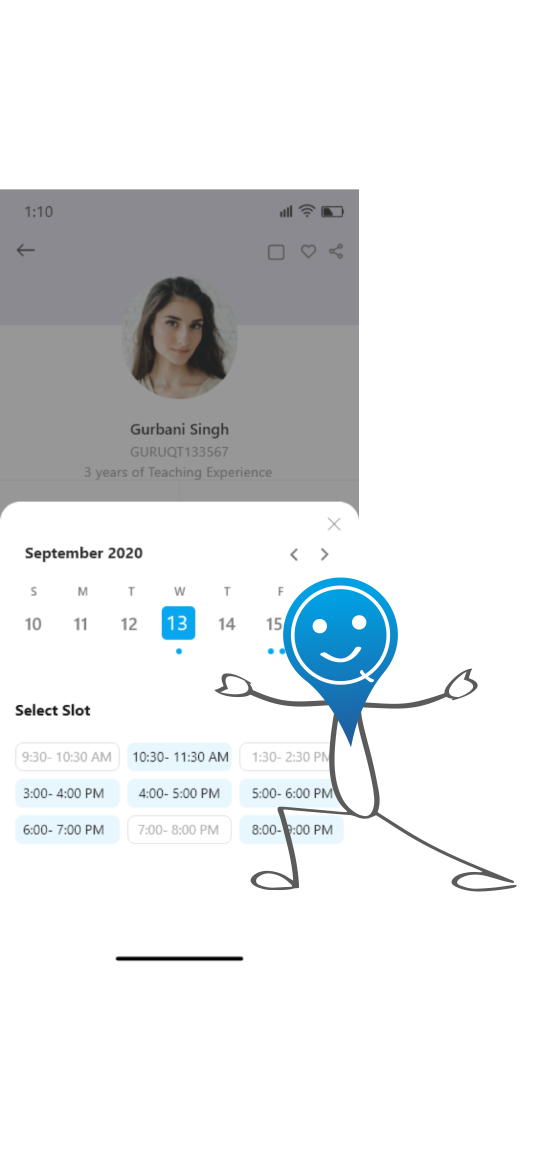 1:10
Gurbani Singh
GURUQT133567
3 years of Teaching Experience
September 2020
S M T W T F
10 11 12 13 14 15
Select Slot
9:30- 10:30 AM 10:30- 11:30 AM 1:30- 2:30 PM
3:00- 4:00 PM 4:00- 5:00 PM 5:00- 6:00 PM
6:00- 7:00 PM 7:00- 8:00 PM 8:00- 9:00 PM